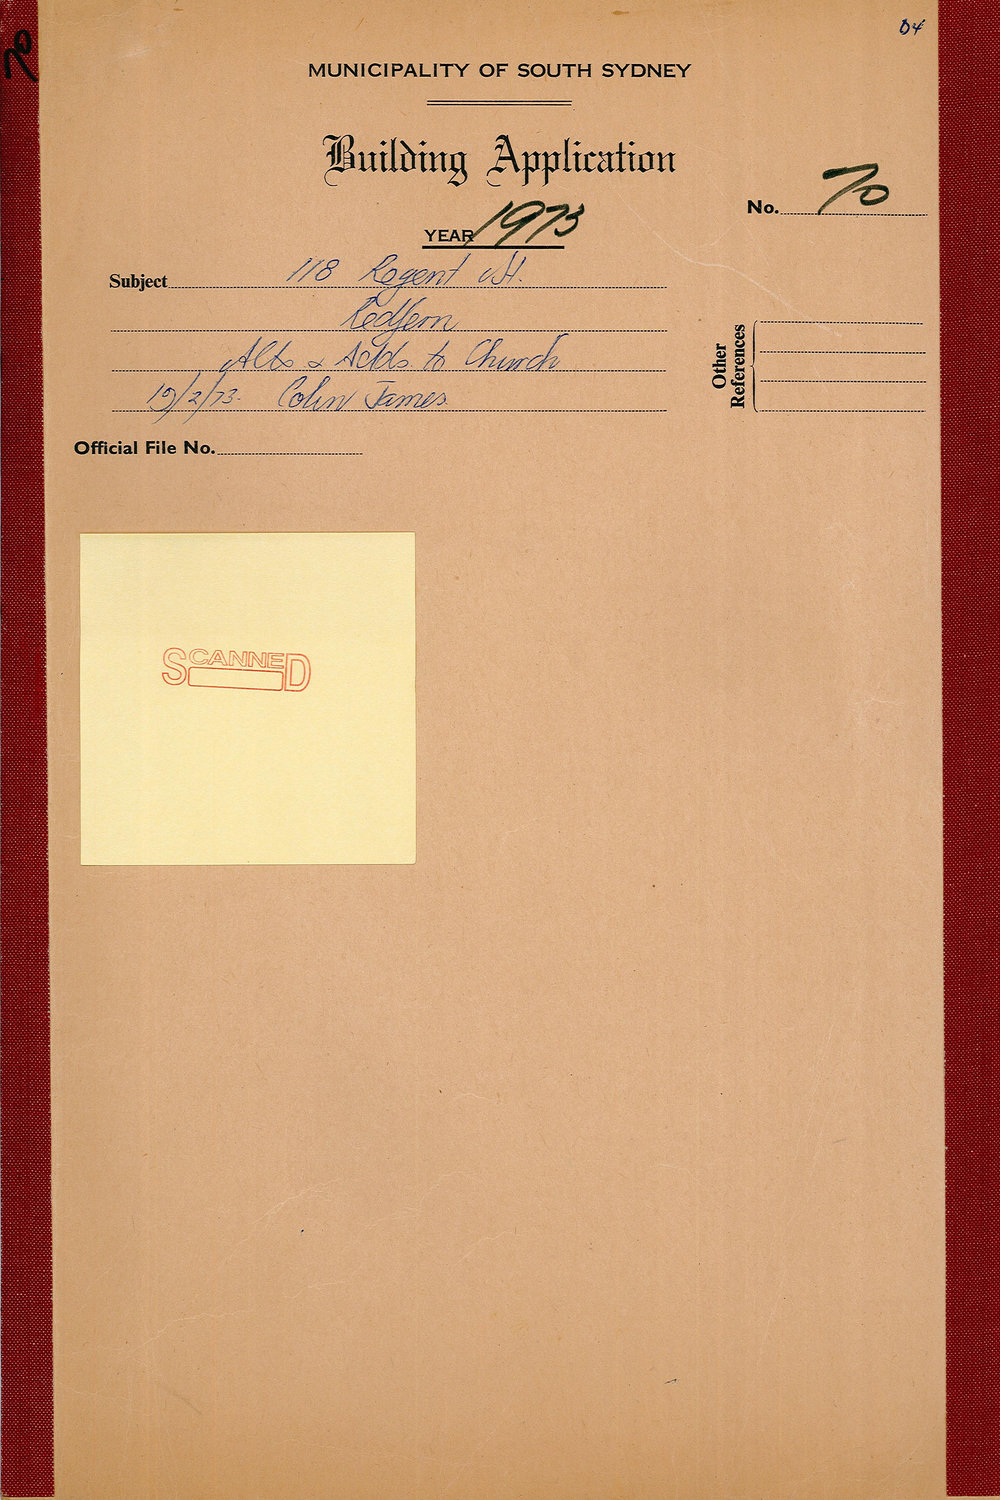 04
70
MUNICIPALITY OF SOUTH SYDNEY
Building Application
No. 70
YEAR 1973
Subject 118 Regent St.
Redfern
Alts & Adds. to Church
19/2/73. Colin James
Other References
Official File No.
SCANNED